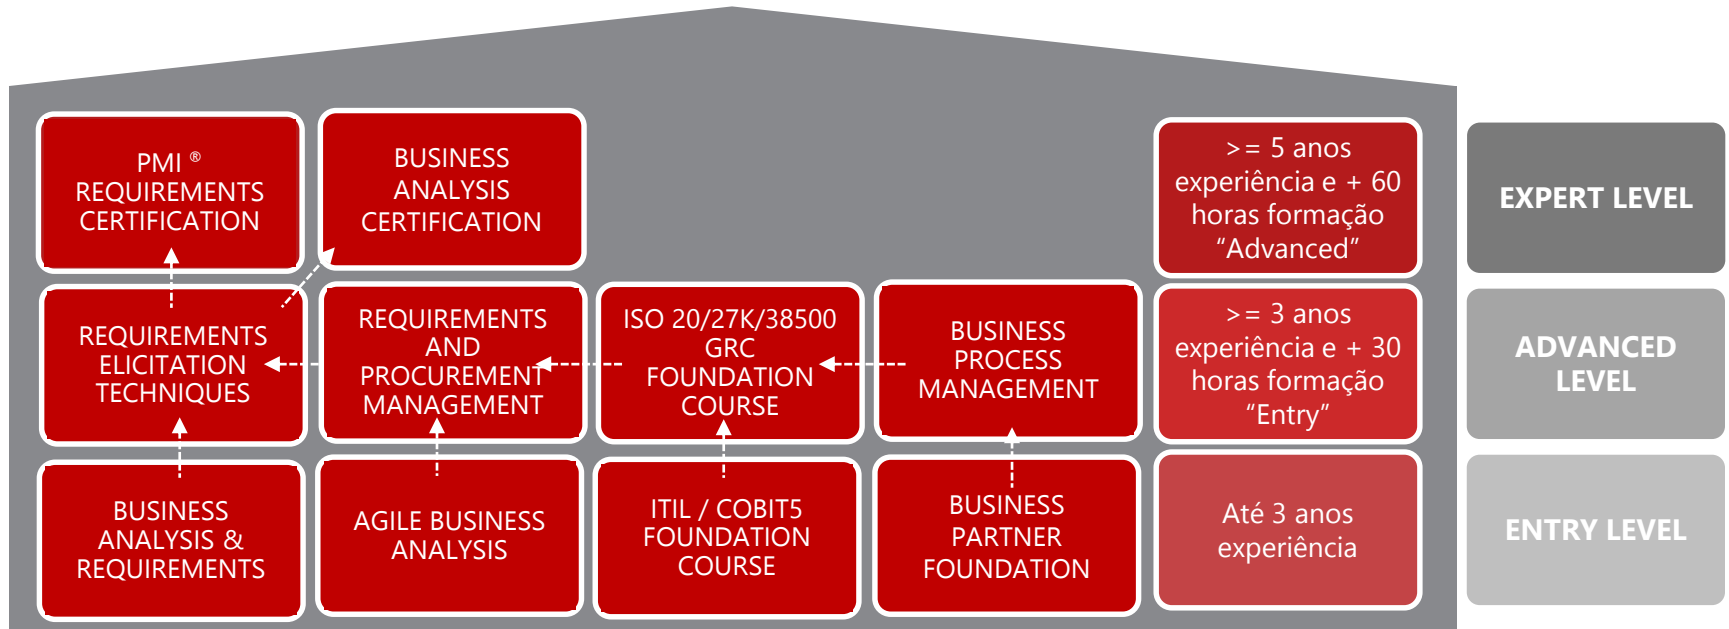 PMI ®
REQUIREMENTS
CERTIFICATION
BUSINESS
ANALYSIS
CERTIFICATION
>= 5 anos
experiência e + 60
horas formação
“Advanced”
EXPERT LEVEL
REQUIREMENTS
ELICITATION
TECHNIQUES
REQUIREMENTS
AND
PROCUREMENT
MANAGEMENT
ISO 20/27K/38500
GRC
FOUNDATION
COURSE
BUSINESS
PROCESS
MANAGEMENT
>= 3 anos
experiência e + 30
horas formação
“Entry”
ADVANCED
LEVEL
BUSINESS
ANALYSIS &
REQUIREMENTS
AGILE BUSINESS
ANALYSIS
ITIL / COBIT5
FOUNDATION
COURSE
BUSINESS
PARTNER
FOUNDATION
Até 3 anos
experiência
ENTRY LEVEL